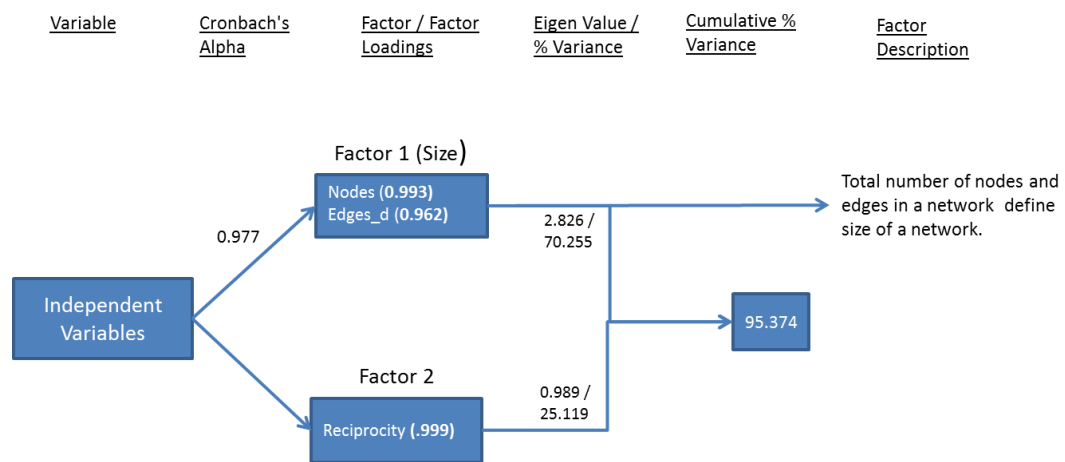 Variable
Cronbach's
Alpha
Factor / Factor
Loadings
Eigen Value /
% Variance
Cumulative %
Variance
Factor
Description
Factor 1 (Size)
Nodes (0.993)
Edges_d (0.962)
0.977
2.826 /
70.255
Total number of nodes and
edges in a network define
size of a network.
Independent
Variables
95.374
Factor 2
Reciprocity (.999)
0.989 /
25.119